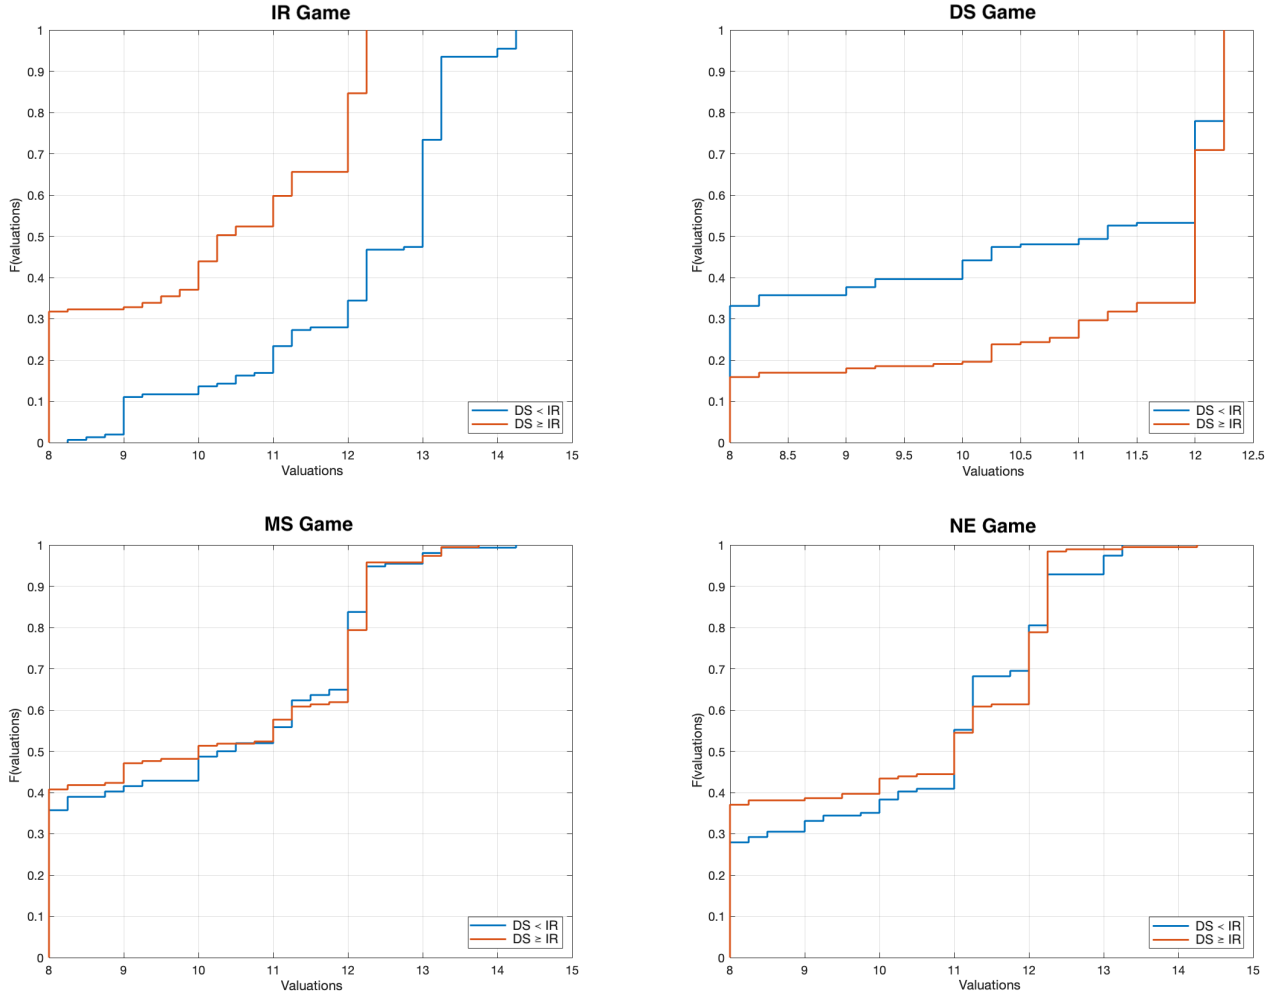 IR Game
1
0.9
0.8
0.7
0.6
0.5
0.4
0.3
0.2
0.1
0
F(valuations)
8 9 10 11 12 13 14 15
Valuations
DS < IR
DS ≥ IR
DS Game
1
0.9
0.8
0.7
0.6
0.5
0.4
0.3
0.2
0.1
0
F(valuations)
8 8.5 9 9.5 10 10.5 11 11.5 12 12.5
Valuations
DS < IR
DS ≥ IR
MS Game
1
0.9
0.8
0.7
0.6
0.5
0.4
0.3
0.2
0.1
0
F(valuations)
8 9 10 11 12 13 14 15
Valuations
DS < IR
DS ≥ IR
NE Game
1
0.9
0.8
0.7
0.6
0.5
0.4
0.3
0.2
0.1
0
F(valuations)
8 9 10 11 12 13 14 15
Valuations
DS < IR
DS ≥ IR